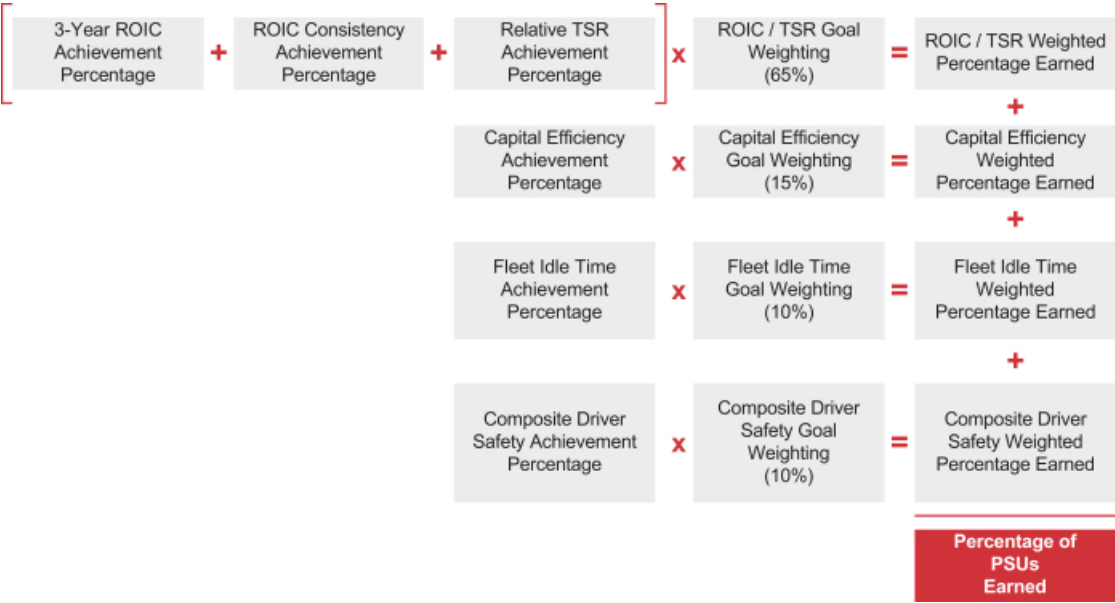 3-Year ROIC
Achievement
Percentage
+
ROIC Consistency
Achievement
Percentage
+
Relative TSR
Achievement
Percentage
x
ROIC / TSR Goal
Weighting
(65%)
=
ROIC / TSR Weighted
Percentage Earned
+
Capital Efficiency
Achievement
Percentage
x
Capital Efficiency
Goal Weighting
(15%)
=
Capital Efficiency
Weighted
Percentage Earned
+
Fleet Idle Time
Achievement
Percentage
x
Fleet Idle Time
Goal Weighting
(10%)
=
Fleet Idle Time
Weighted
Percentage Earned
+
Composite Driver
Safety Achievement
Percentage
x
Composite Driver
Safety Goal
Weighting
(10%)
=
Composite Driver
Safety Weighted
Percentage Earned
Percentage of
PSUs
Earned